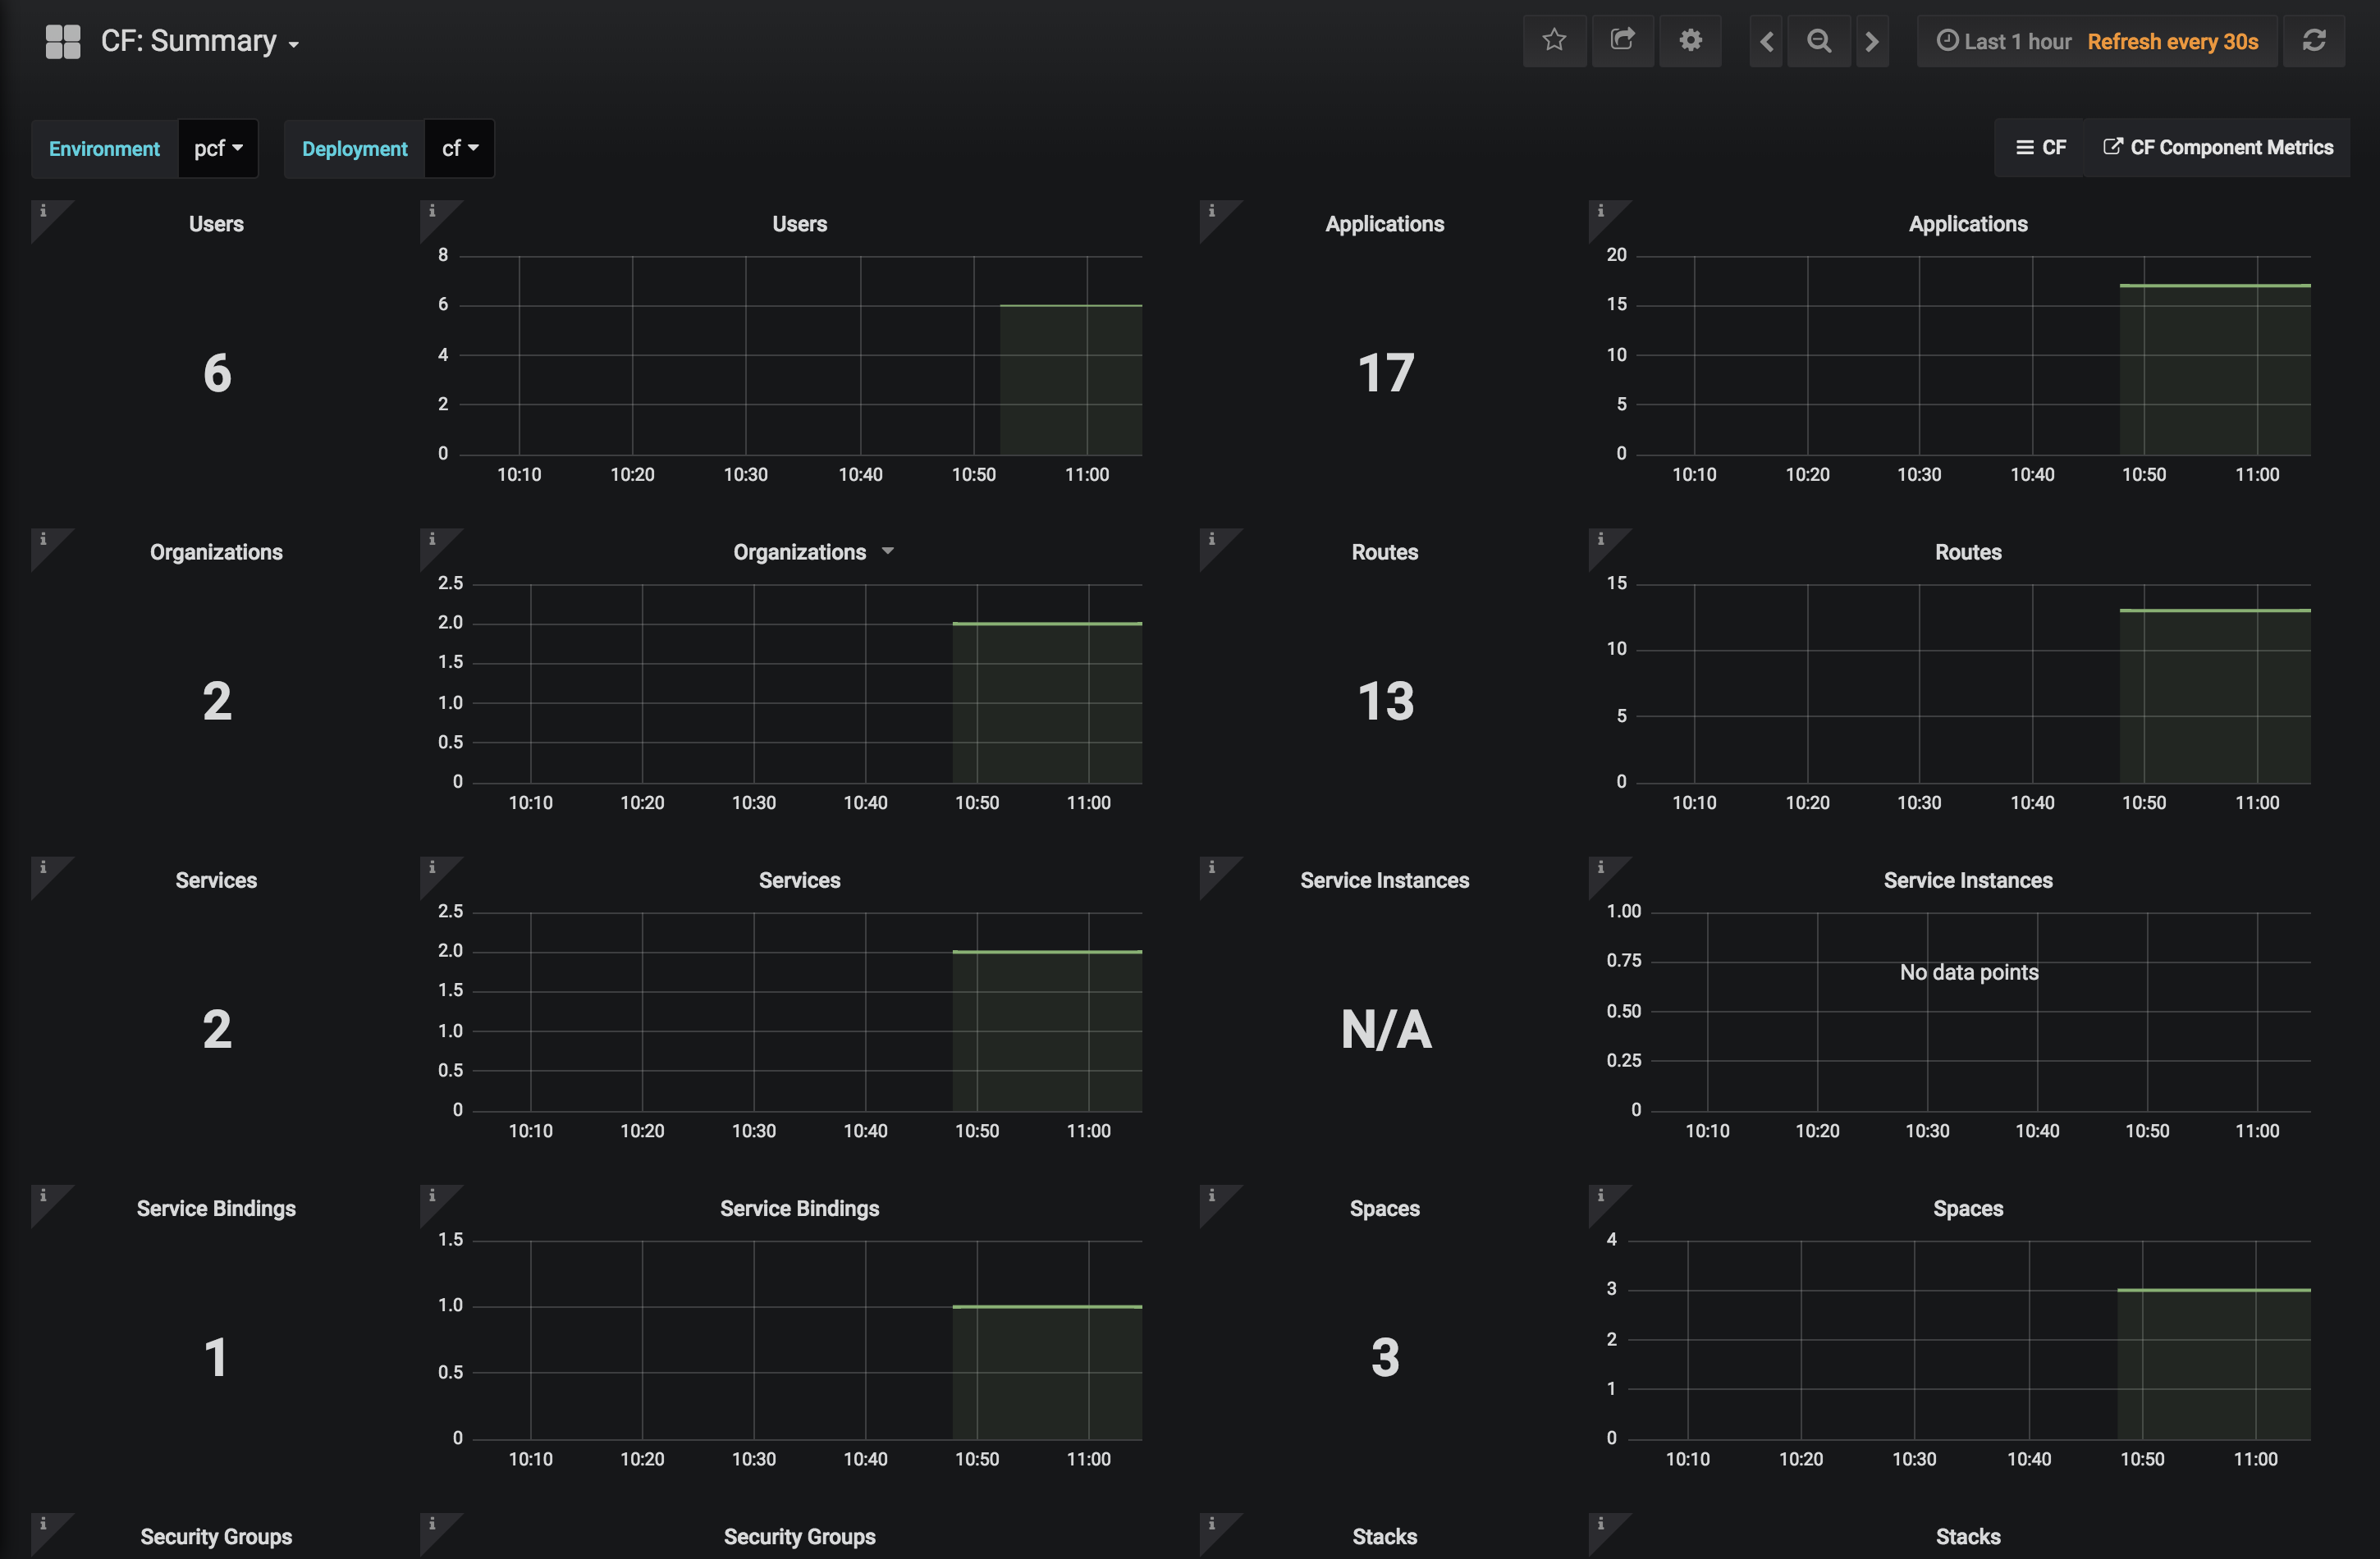 CF: Summary
Last 1 hour Refresh every 30s
Environment pcf
Deployment cf
CF
CF Component Metrics
Users
6
Users
8
6
4
2
0
10:10 10:20 10:30 10:40 10:50 11:00
Applications
17
Applications
20
15
10
5
0
10:10 10:20 10:30 10:40 10:50 11:00
Organizations
2
Organizations
2.5
2.0
1.5
1.0
0.5
0
10:10 10:20 10:30 10:40 10:50 11:00
Routes
13
Routes
15
10
5
0
10:10 10:20 10:30 10:40 10:50 11:00
Services
2
Services
2.5
2.0
1.5
1.0
0.5
0
10:10 10:20 10:30 10:40 10:50 11:00
Service Instances
N/A
Service Instances
1.00
0.75
No data points
0.50
0.25
0
10:10 10:20 10:30 10:40 10:50 11:00
Service Bindings
1
Service Bindings
1.5
1.0
0.5
0
10:10 10:20 10:30 10:40 10:50 11:00
Spaces
3
Spaces
4
3
2
1
0
10:10 10:20 10:30 10:40 10:50 11:00
Security Groups
Security Groups
Stacks
Stacks